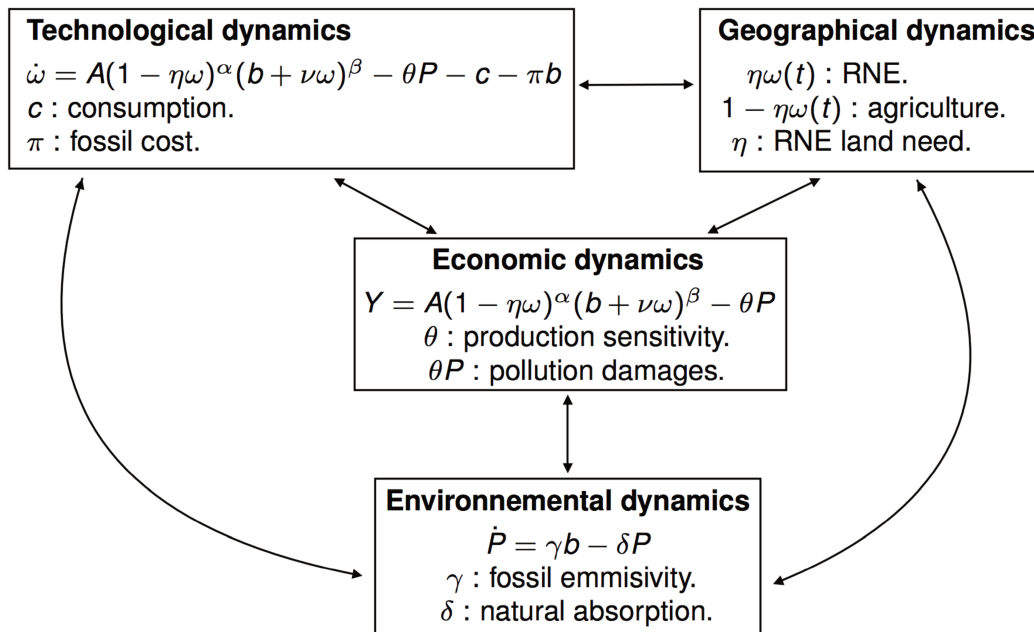 Technological dynamics
ω̇ = A(1 − ηω)^α(b + νω)^β − θP − c − πb
c : consumption.
π : fossil cost.
Geographical dynamics
ηω(t) : RNE.
1 − ηω(t) : agriculture.
η : RNE land need.
Economic dynamics
Y = A(1 − ηω)^α(b + νω)^β − θP
θ : production sensitivity.
θP : pollution damages.
Environnemental dynamics
Ṗ = γb − δP
γ : fossil emmisivity.
δ : natural absorption.